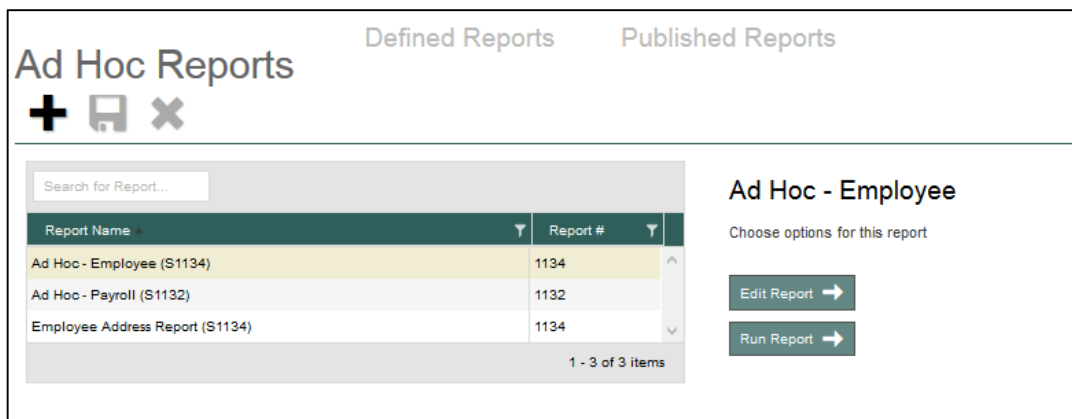 Defined Reports Published Reports
Ad Hoc Reports
Search for Report...
Report Name Report #
Ad Hoc - Employee (S1134) 1134
Ad Hoc - Payroll (S1132) 1132
Employee Address Report (S1134) 1134
1 - 3 of 3 items
Ad Hoc - Employee
Choose options for this report
Edit Report
Run Report